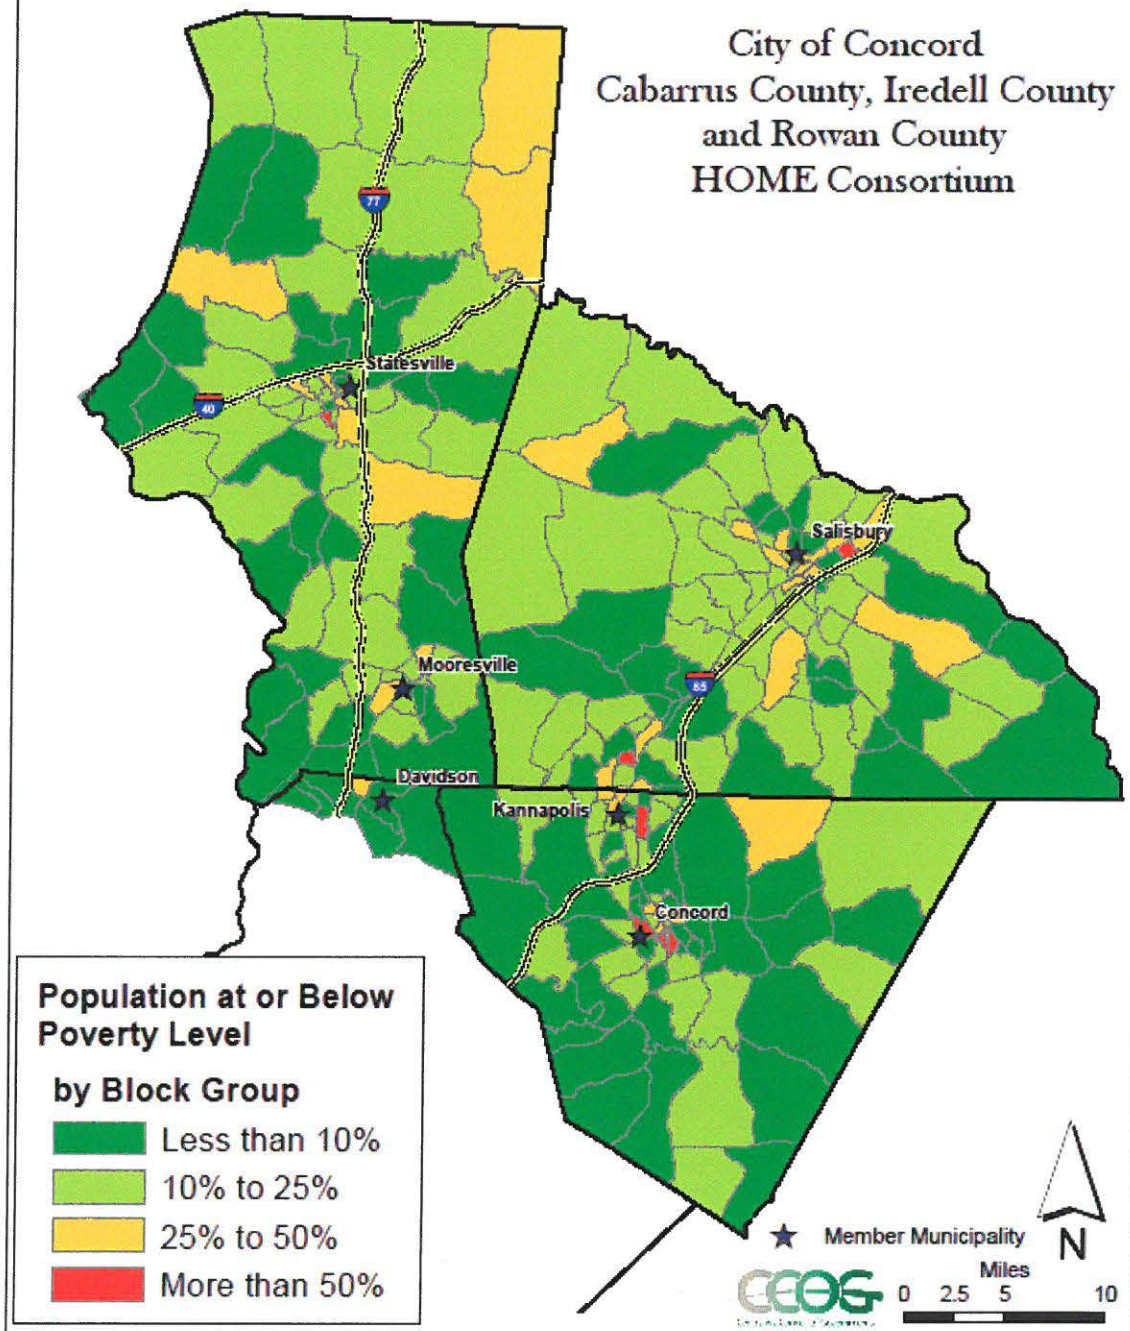 City of Concord
Cabarrus County, Iredell County
and Rowan County
HOME Consortium
77
Statesville
40
Salisbury
Mooresville
85
Davidson
Kannapolis
Concord
Population at or Below
Poverty Level
by Block Group
Less than 10%
10% to 25%
25% to 50%
More than 50%
Member Municipality
N
Miles
0 2.5 5 10
CCOG